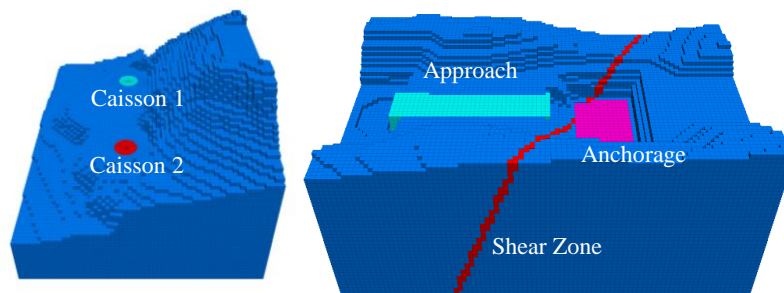 Caisson 1
Caisson 2
Approach
Anchorage
Shear Zone